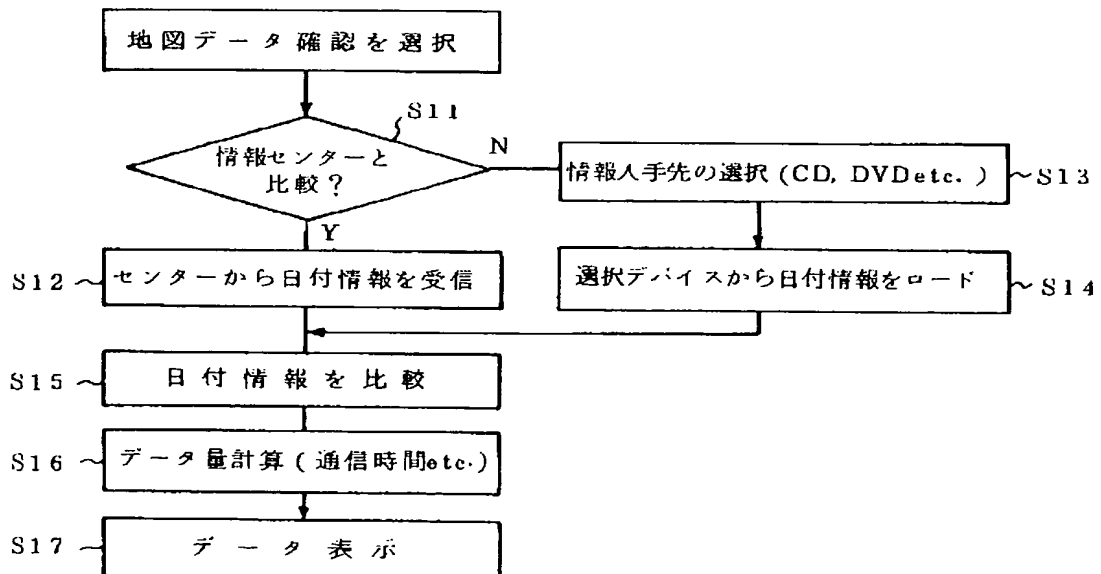 地図データ確認を選択
S11
情報センターと
比較?
N
Y
情報入手先の選択(CD, DVDetc.)
S13
S12
センターから日付情報を受信
選択デバイスから日付情報をロード
S14
S15
日付情報を比較
S16
データ量計算(通信時間etc.)
S17
データ表示